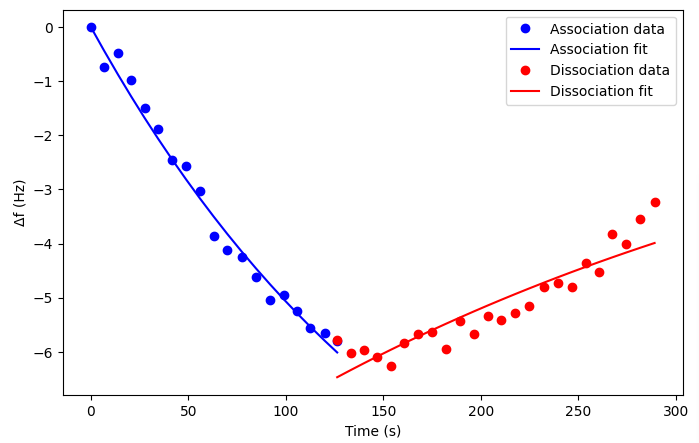 Association data
Association fit
Dissociation data
Dissociation fit
0
−1
−2
−3
−4
−5
−6
Δf (Hz)
0
50
100
150
200
250
300
Time (s)